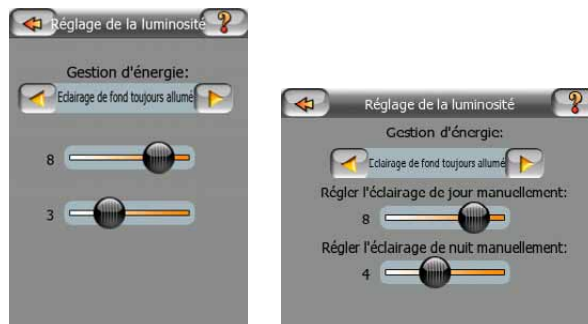 Réglage de la luminosité
Gestion d'énergie:
Eclairage de fond toujours allumé
8
3
Réglage de la luminosité
Gestion d'énergie:
Eclairage de fond toujours allumé
Régler l'éclairage de jour manuellement:
8
Régler l'éclairage de nuit manuellement:
4